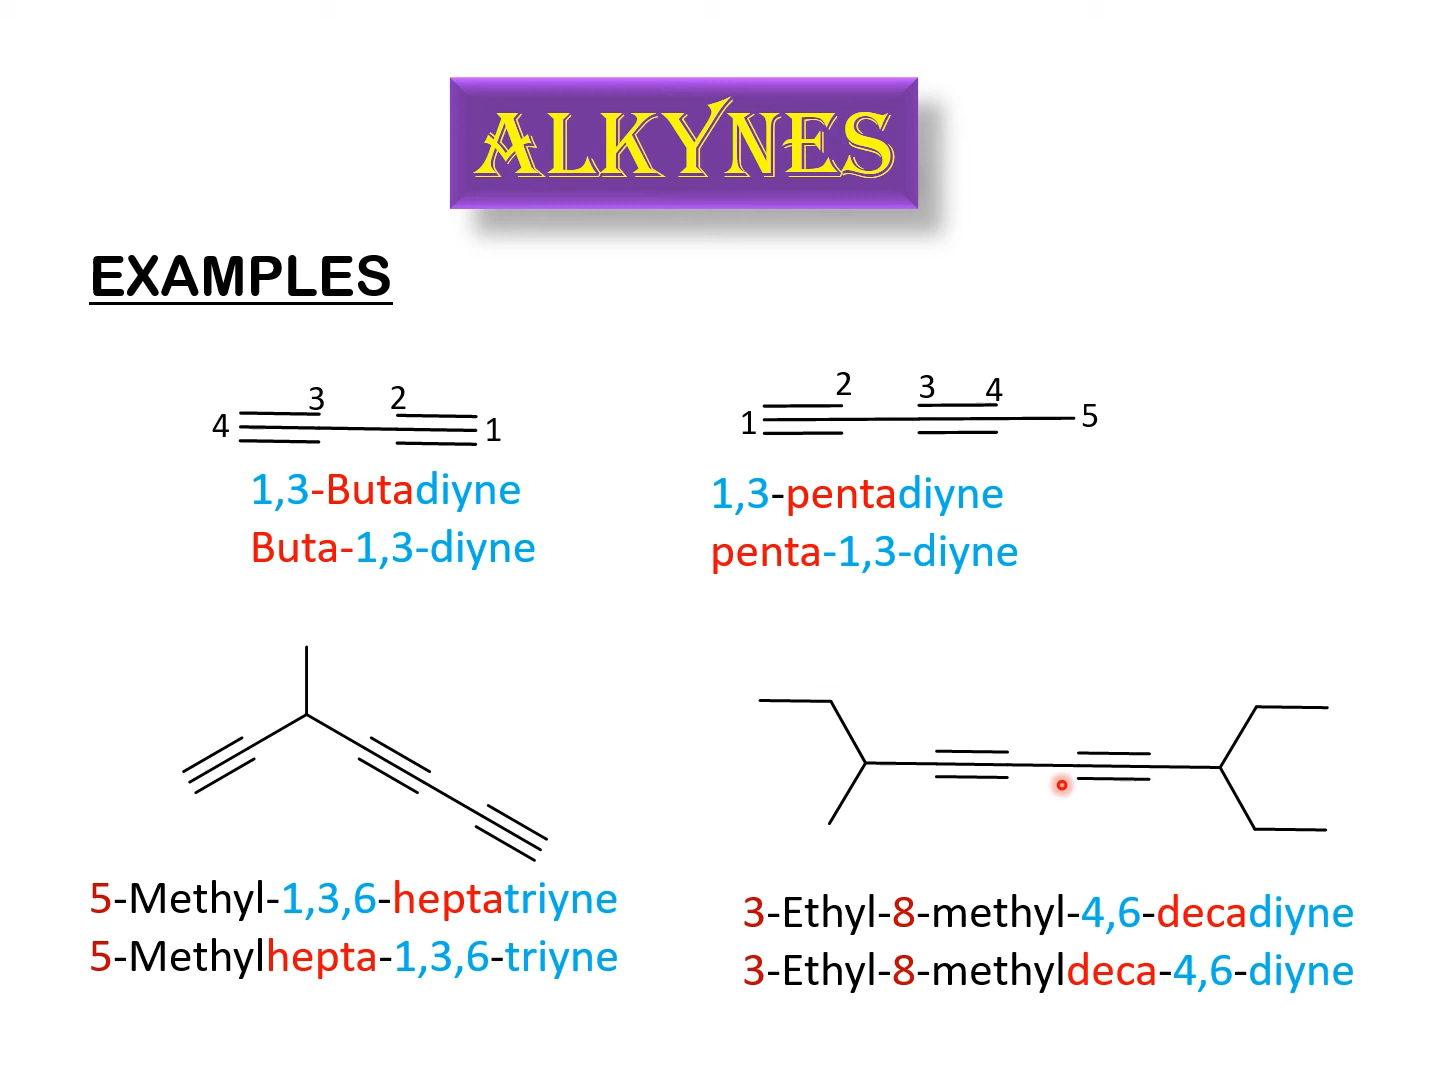 ALKYNES
EXAMPLES
4 3 2 1
1,3-Butadiyne
Buta-1,3-diyne
1 2 3 4 5
1,3-pentadiyne
penta-1,3-diyne
5-Methyl-1,3,6-heptatriyne
5-Methylhepta-1,3,6-triyne
3-Ethyl-8-methyl-4,6-decadiyne
3-Ethyl-8-methyldeca-4,6-diyne